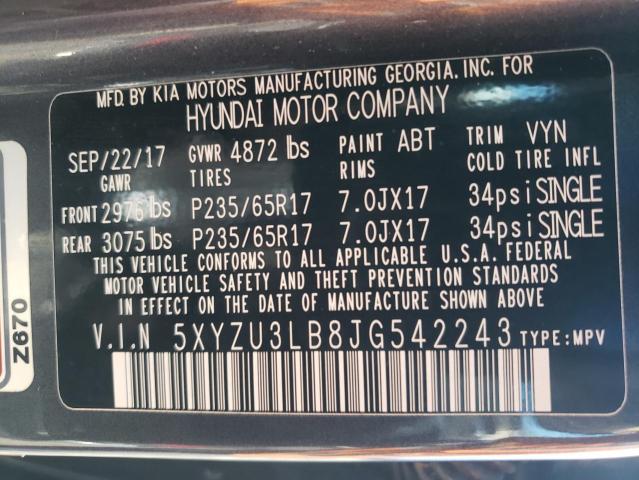 MFD. BY KIA MOTORS MANUFACTURING GEORGIA. INC. FOR
HYUNDAI MOTOR COMPANY
SEP/22/17 GVWR 4872 lbs PAINT ABT TRIM VYN
GAWR TIRES RIMS COLD TIRE INFL
FRONT 2976 lbs P235/65R17 7.0JX17 34psi SINGLE
REAR 3075 lbs P235/65R17 7.0JX17 34psi SINGLE
THIS VEHICLE CONFORMS TO ALL APPLICABLE U.S.A. FEDERAL
MOTOR VEHICLE SAFETY AND THEFT PREVENTION STANDARDS
IN EFFECT ON THE DATE OF MANUFACTURE SHOWN ABOVE.
V.I.N 5XYZU3LB8JG542243 TYPE:MPV
Z670